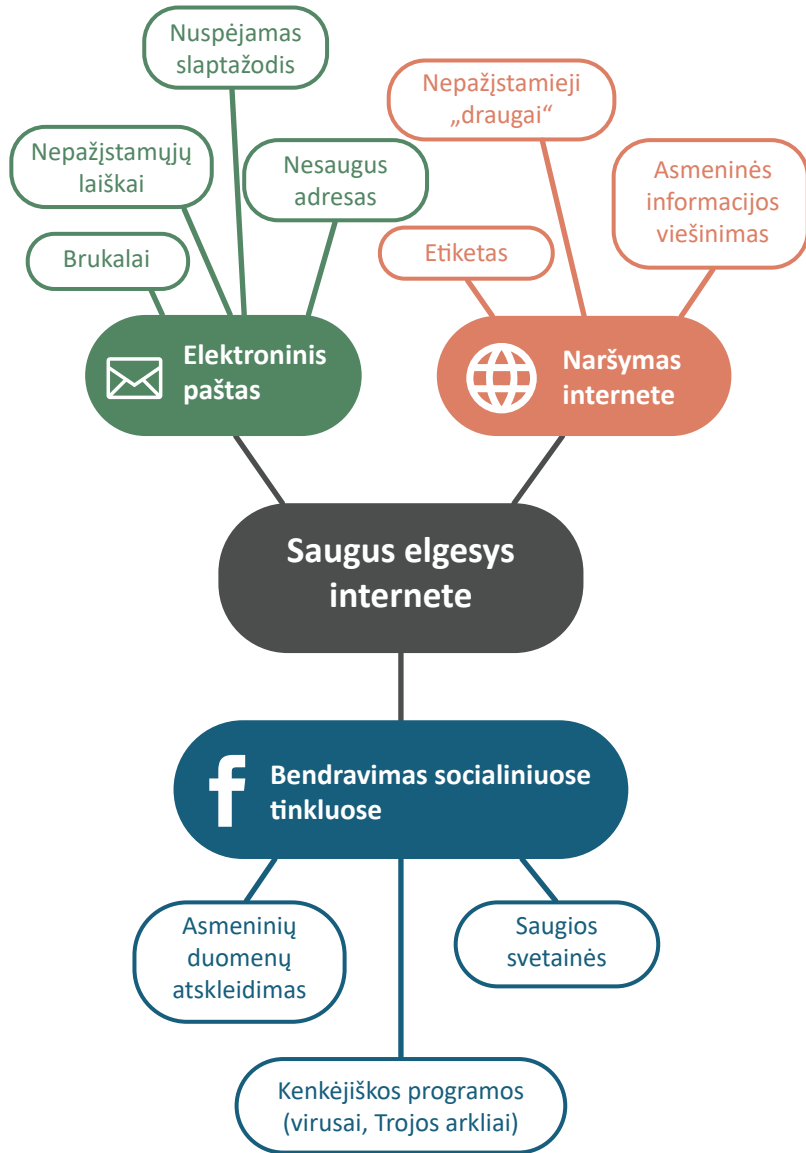 Nuspėjamas
slaptažodis
Nepažįstamieji
„draugai“
Nepažįstamųjų
laiškai
Nesaugus
adresas
Asmeninės
informacijos
viešinimas
Brukalai
Etiketas
Elektroninis
paštas
Naršymas
internete
Saugus elgesys
internete
Bendravimas socialiniuose
tinkluose
Asmeninių
duomenų
atskleidimas
Saugios
svetainės
Kenkėjiškos programos
(virusai, Trojos arkliai)